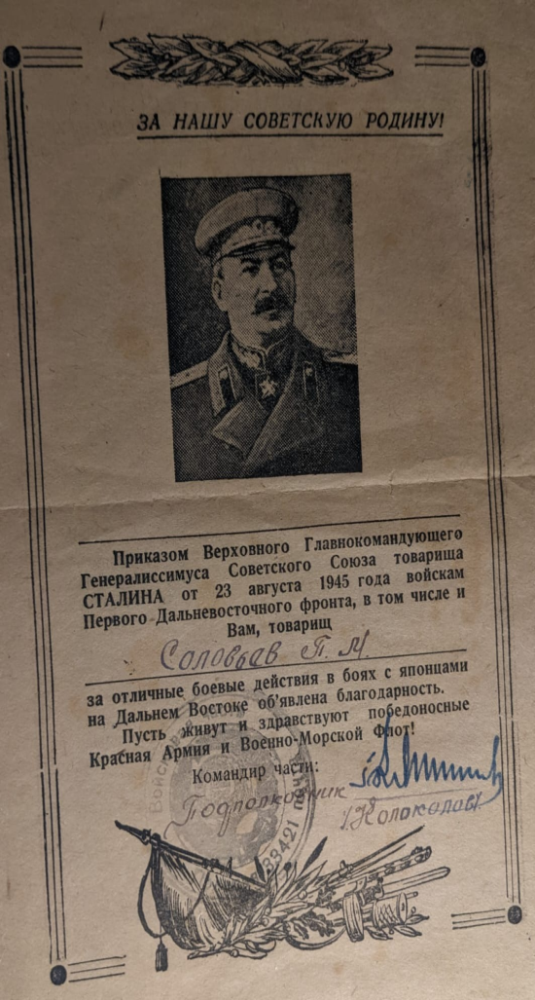 ЗА НАШУ СОВЕТСКУЮ РОДИНУ!
Приказом Верховного Главнокомандующего
Генералиссимуса Советского Союза товарища
СТАЛИНА от 23 августа 1945 года войскам
Первого Дальневосточного фронта, в том числе и
Вам, товарищ
Соловьев П. М.
за отличные боевые действия в боях с японцами
на Дальнем Востоке об'явлена благодарность.
Пусть живут и здравствуют победоносные
Красная Армия и Военно-Морской Флот!
Командир части:
Подполковник
/Колоколов/
33421